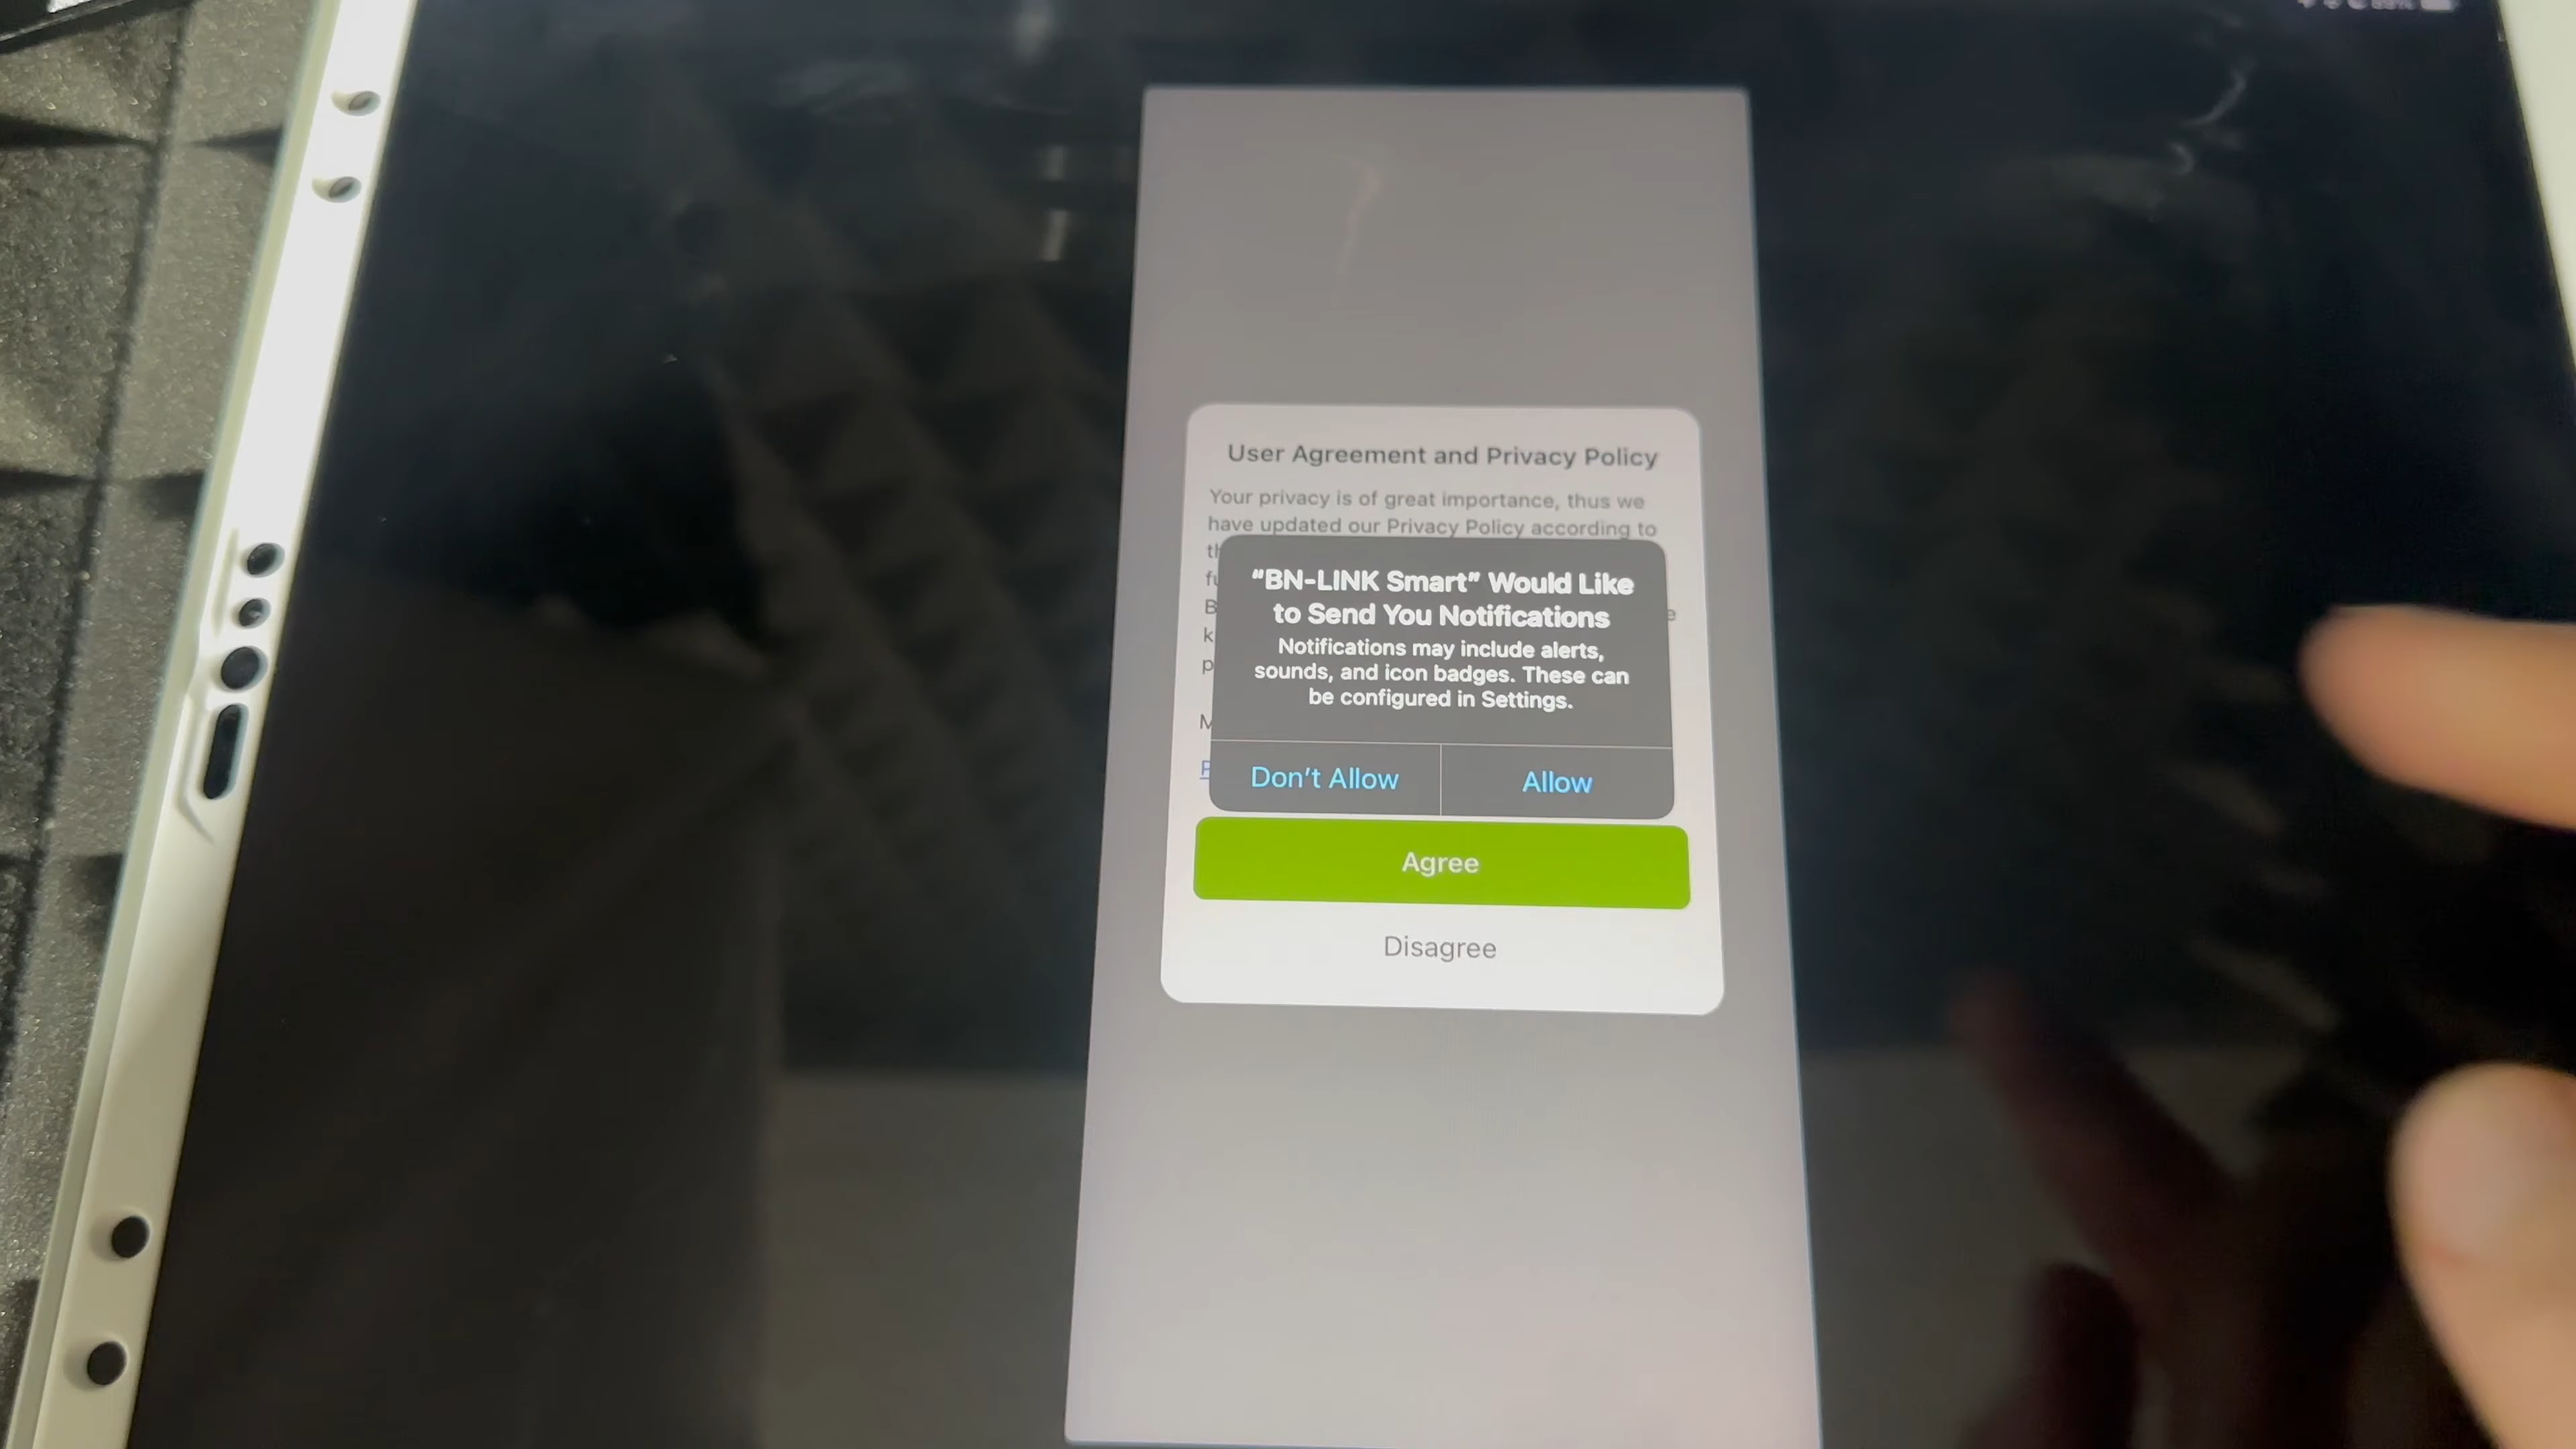 User Agreement and Privacy Policy
Your privacy is of great importance, thus we
have updated our Privacy Policy according to
"BN-LINK Smart" Would Like
to Send You Notifications
Notifications may include alerts,
sounds, and icon badges. These can
be configured in Settings.
Don't Allow
Allow
Agree
Disagree